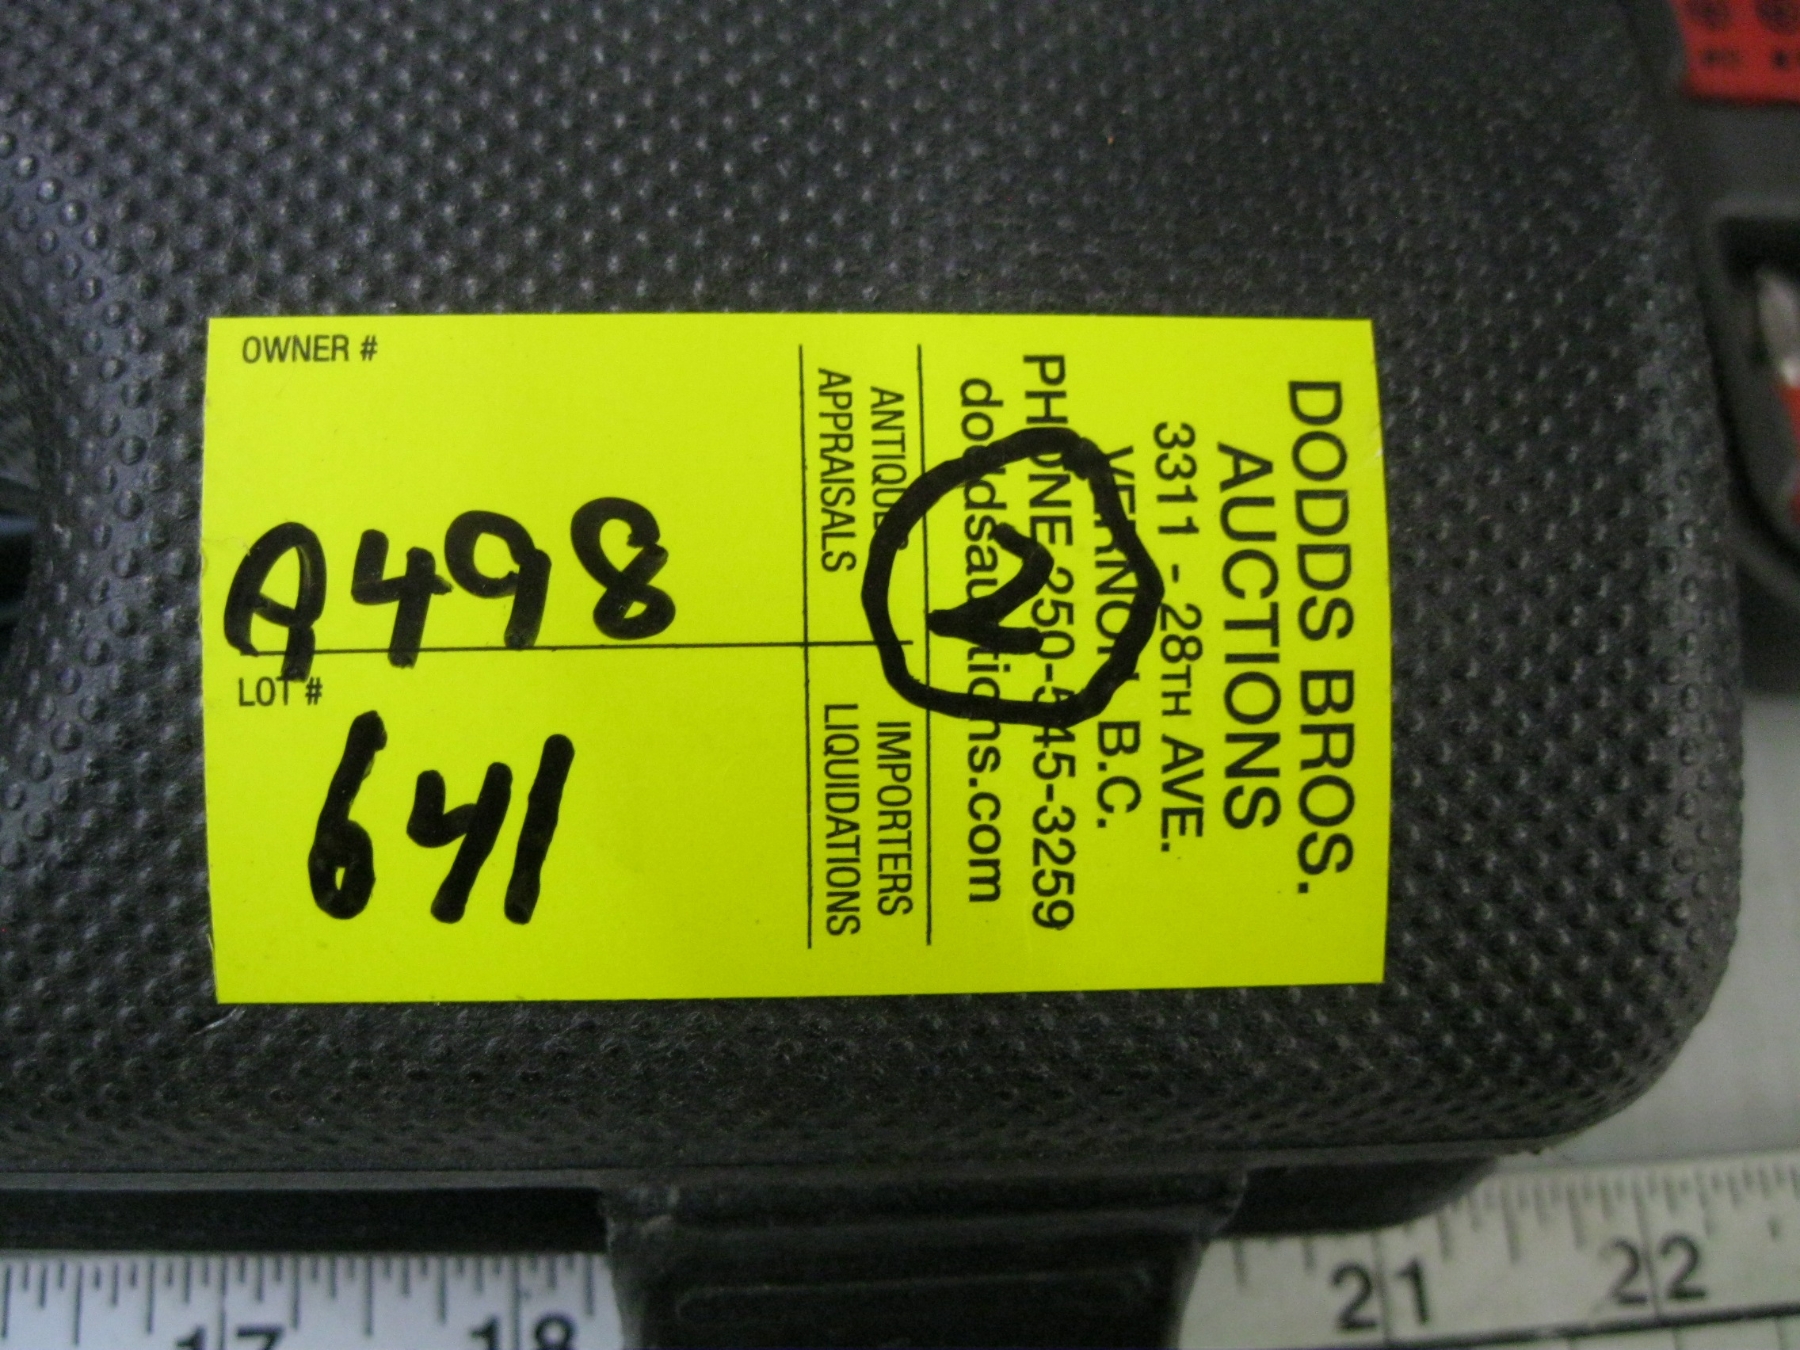 DODDS BROS.
AUCTIONS
3311 - 28TH AVE.
VERNON B.C.
PHONE 250-545-3259
doddsauctions.com
ANTIQUES
APPRAISALS
IMPORTERS
LIQUIDATIONS
2
OWNER #
A498
LOT #
641
17 18 21 22